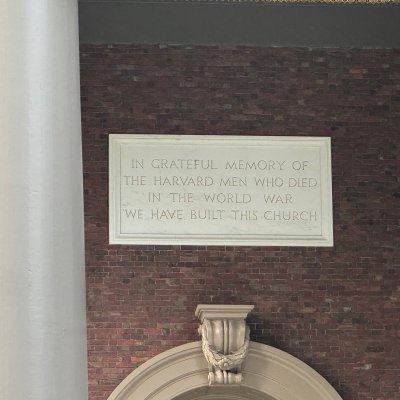 IN GRATEFUL MEMORY OF
THE HARVARD MEN WHO DIED
IN THE WORLD WAR
WE HAVE BUILT THIS CHURCH